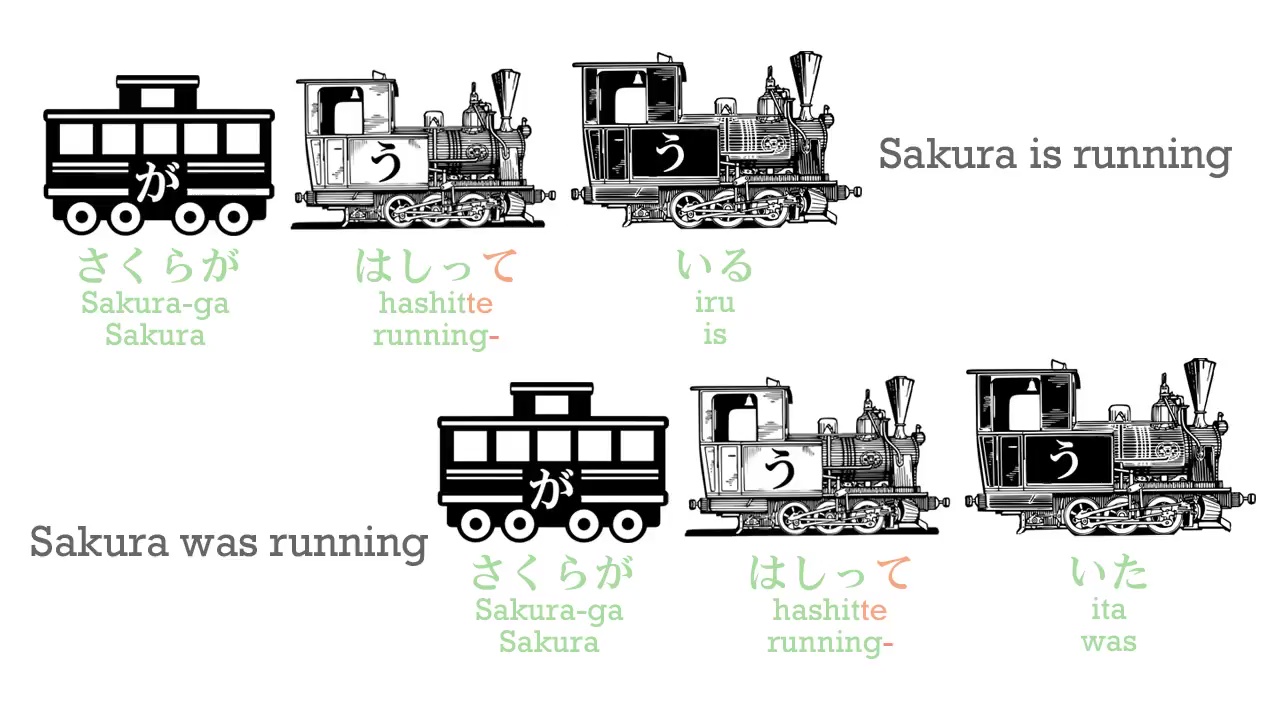 が
う
う
Sakura is running
さくらが
はしって
いる
Sakura-ga
hashitte
iru
Sakura
running-
is
が
う
う
Sakura was running
さくらが
はしって
いた
Sakura-ga
hashitte
ita
Sakura
running-
was